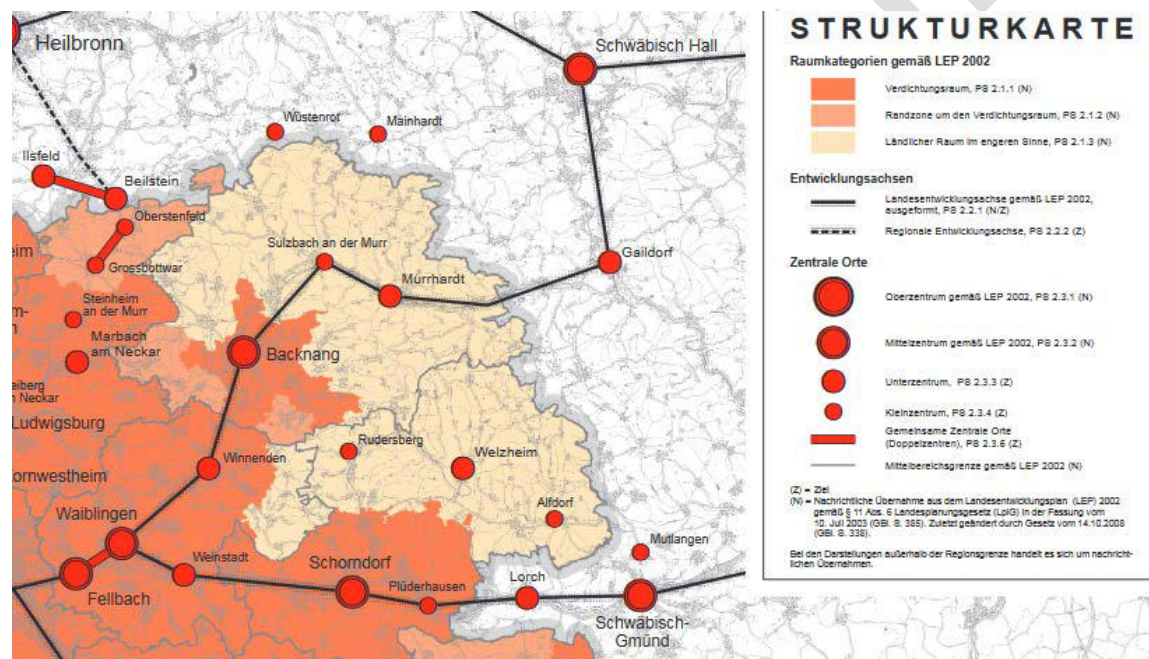 Heilbronn
Schwäbisch Hall
Wüstenrot
Mainhardt
Ilsfeld
Beilstein
Oberstenfeld
Sulzbach an der Murr
Gaildorf
eim
Grossbottwar
Murrhardt
Steinheim
an der Murr
m-
n
Marbach
am Neckar
Backnang
eiberg
n Neckar
Ludwigsburg
Rudersberg
Welzheim
ornwestheim
Winnenden
Alfdorf
Waiblingen
Mutlangen
Weinstadt
Schorndorf
Plüderhausen
Lorch
Fellbach
Schwäbisch-
Gmünd
STRUKTURKARTE
Raumkategorien gemäß LEP 2002
Verdichtungsraum, PS 2.1.1 (N)
Randzone um den Verdichtungsraum, PS 2.1.2 (N)
Ländlicher Raum im engeren Sinne, PS 2.1.3 (N)
Entwicklungsachsen
Landesentwicklungsachse gemäß LEP 2002,
ausgeformt, PS 2.2.1 (N/Z)
Regionale Entwicklungsachse, PS 2.2.2 (Z)
Zentrale Orte
Oberzentrum gemäß LEP 2002, PS 2.3.1 (N)
Mittelzentrum gemäß LEP 2002, PS 2.3.2 (N)
Unterzentrum, PS 2.3.3 (Z)
Kleinzentrum, PS 2.3.4 (Z)
Gemeinsame Zentrale Orte
(Doppelzentren), PS 2.3.6 (Z)
Mittelbereichsgrenze gemäß LEP 2002 (N)
(Z) = Ziel
(N) = Nachrichtliche Übernahme aus dem Landesentwicklungsplan (LEP) 2002
gemäß § 11 Abs. 6 Landesplanungsgesetz (LplG) in der Fassung vom
10. Juli 2003 (GBl. S. 385). Zuletzt geändert durch Gesetz vom 14.10.2008
(GBl. S. 338).
Bei den Darstellungen außerhalb der Regionsgrenze handelt es sich um nachricht-
lichen Übernahmen.